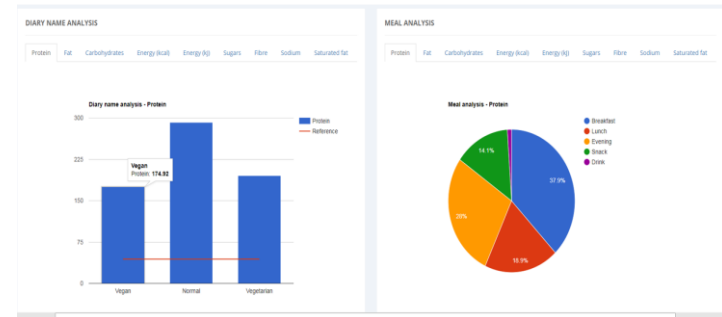 DIARY NAME ANALYSIS
Protein Fat Carbohydrates Energy (kcal) Energy (kj) Sugars Fibre Sodium Saturated fat
Diary name analysis - Protein
300
225
150
75
0
Vegan
Protein: 174.92
Protein
Reference
Vegan Normal Vegetarian
MEAL ANALYSIS
Protein Fat Carbohydrates Energy (kcal) Energy (kj) Sugars Fibre Sodium Saturated fat
Meal analysis - Protein
14.1%
37.9%
28%
18.9%
Breakfast
Lunch
Evening
Snack
Drink